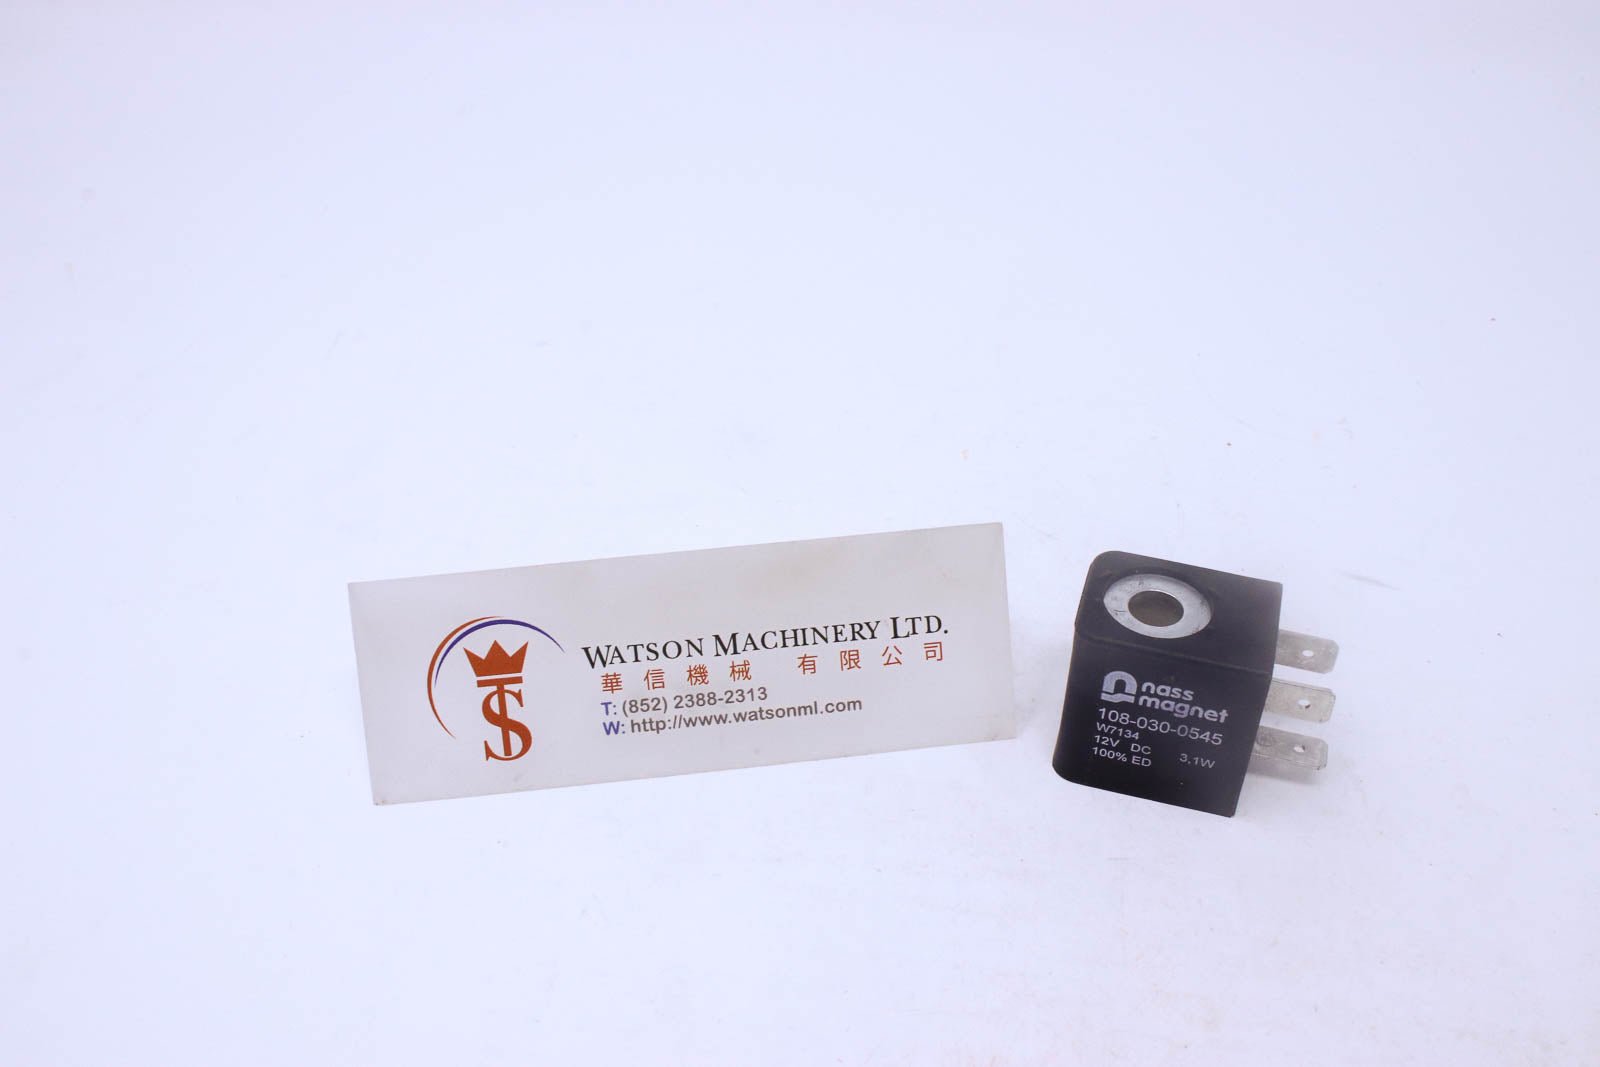 WATSON MACHINERY LTD.
華信機械 有限公司
T: (852) 2388-2313
W: http://www.watsonml.com
nass
magnet
108-030-0545
W7134
12V DC 3,1W
100% ED